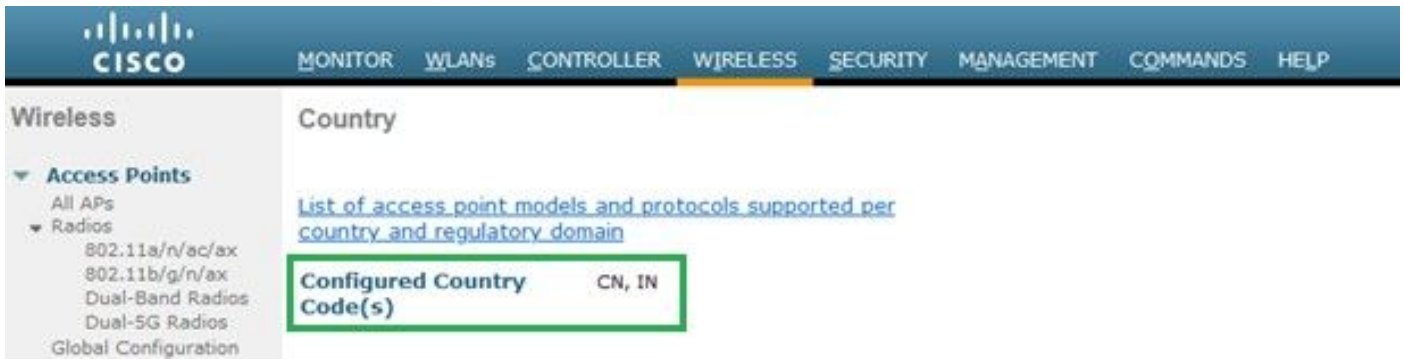 CISCO
MONITOR WLANs CONTROLLER WIRELESS SECURITY MANAGEMENT COMMANDS HELP
Wireless
Access Points
All APs
Radios
802.11a/n/ac/ax
802.11b/g/n/ax
Dual-Band Radios
Dual-5G Radios
Global Configuration
Country
List of access point models and protocols supported per
country and regulatory domain
Configured Country CN, IN
Code(s)